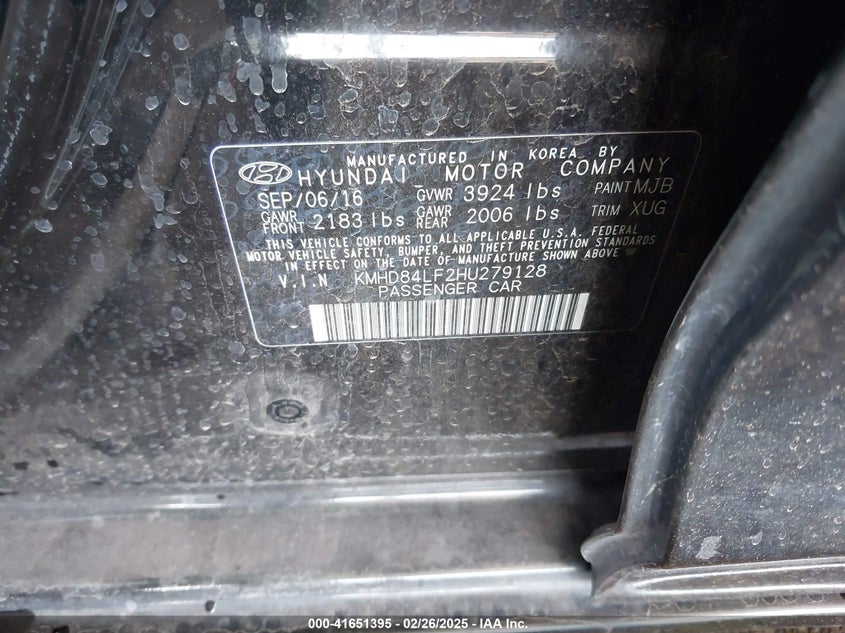 MANUFACTURED IN KOREA BY
HYUNDAI MOTOR COMPANY
SEP/06/16 GVWR 3924 lbs PAINT MJB
GAWR FRONT 2183 lbs GAWR REAR 2006 lbs TRIM XUG
THIS VEHICLE CONFORMS TO ALL APPLICABLE U.S.A. FEDERAL
MOTOR VEHICLE SAFETY, BUMPER, AND THEFT PREVENTION STANDARDS
IN EFFECT ON THE DATE OF MANUFACTURE SHOWN ABOVE
V.I.N KMHD84LF2HU279128
PASSENGER CAR
000-41651395 - 02/26/2025 - IAA Inc.